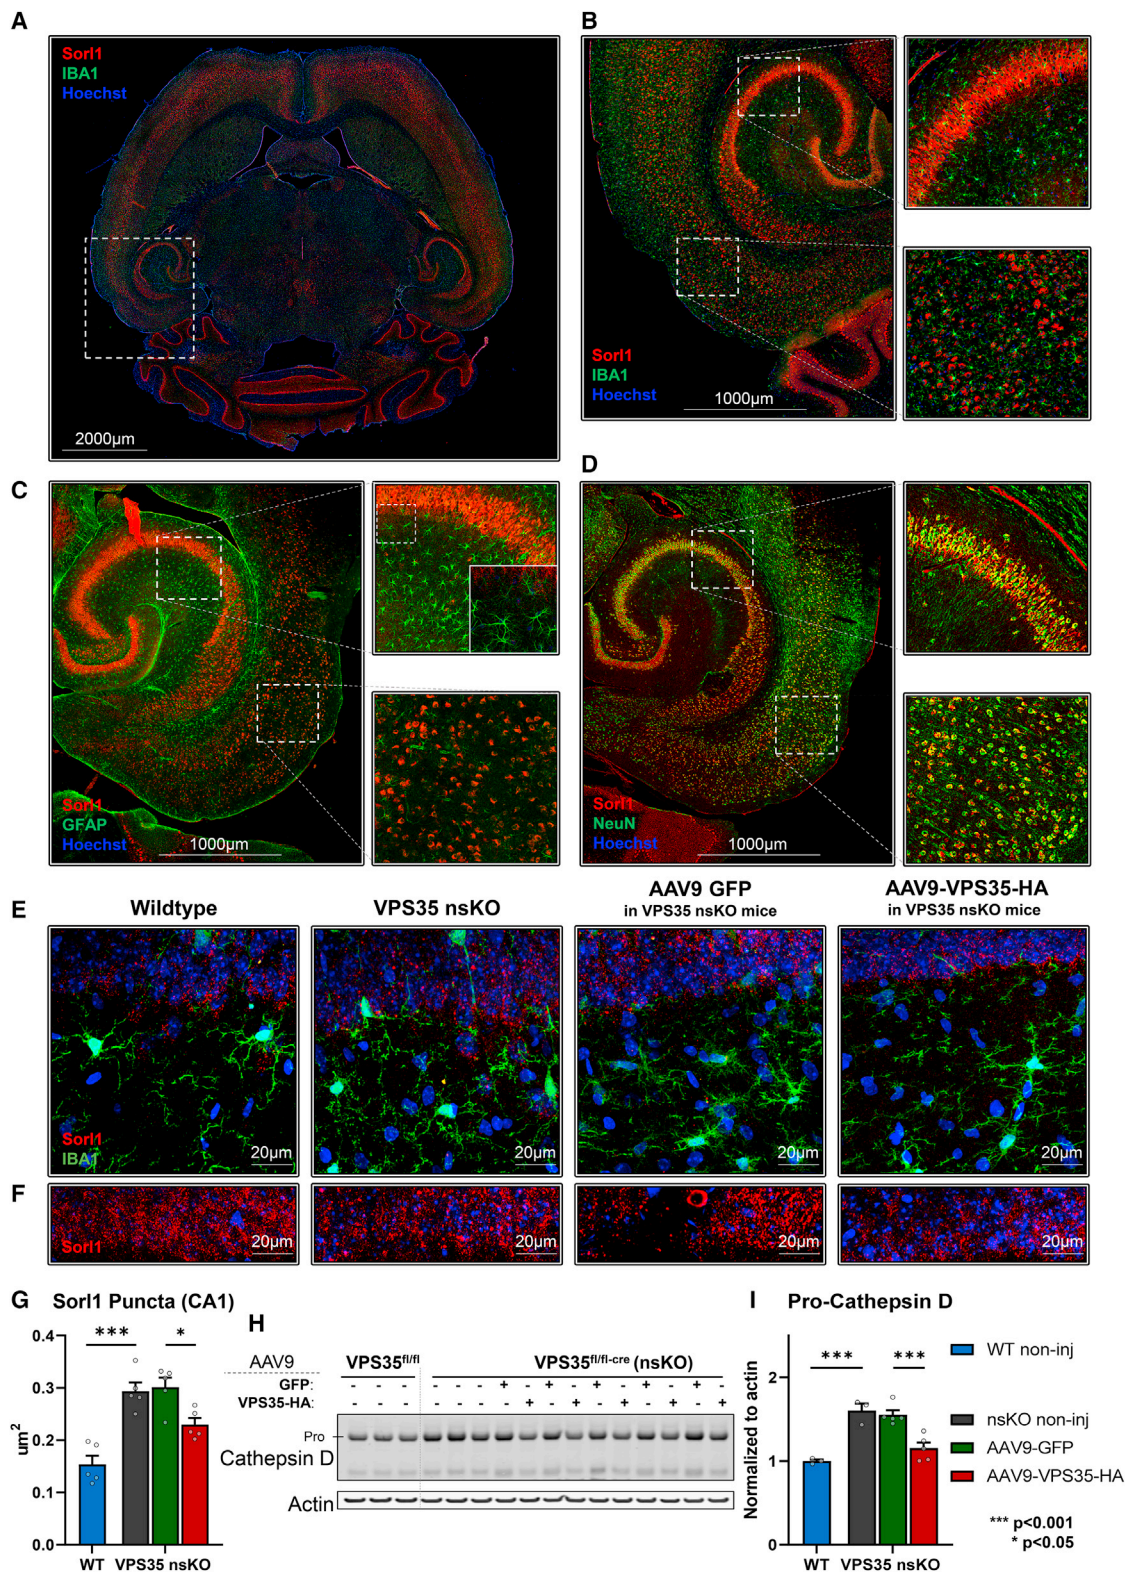 A
Sorl1
IBA1
Hoechst
2000µm
B
Sorl1
IBA1
Hoechst
1000µm
C
Sorl1
GFAP
Hoechst
1000µm
D
Sorl1
NeuN
Hoechst
1000µm
E
Wildtype
VPS35 nsKO
AAV9 GFP
in VPS35 nsKO mice
AAV9-VPS35-HA
in VPS35 nsKO mice
Sorl1
IBA1
20µm
20µm
20µm
20µm
F
Sorl1
20µm
20µm
20µm
20µm
G Sorl1 Puncta (CA1)
*** *
0.4
0.3
0.2
0.1
0.0
um²
WT VPS35 nsKO
H
AAV9 VPS35fl/fl VPS35fl/fl-cre (nsKO)
GFP: - - - - - - + - + - + - + - + -
VPS35-HA: - - - - - - - + - + - + - + - +
Pro
Cathepsin D
Actin
I Pro-Cathepsin D
*** ***
2
1
0
Normalized to actin
WT VPS35 nsKO
WT non-inj
nsKO non-inj
AAV9-GFP
AAV9-VPS35-HA
*** p<0.001
* p<0.05